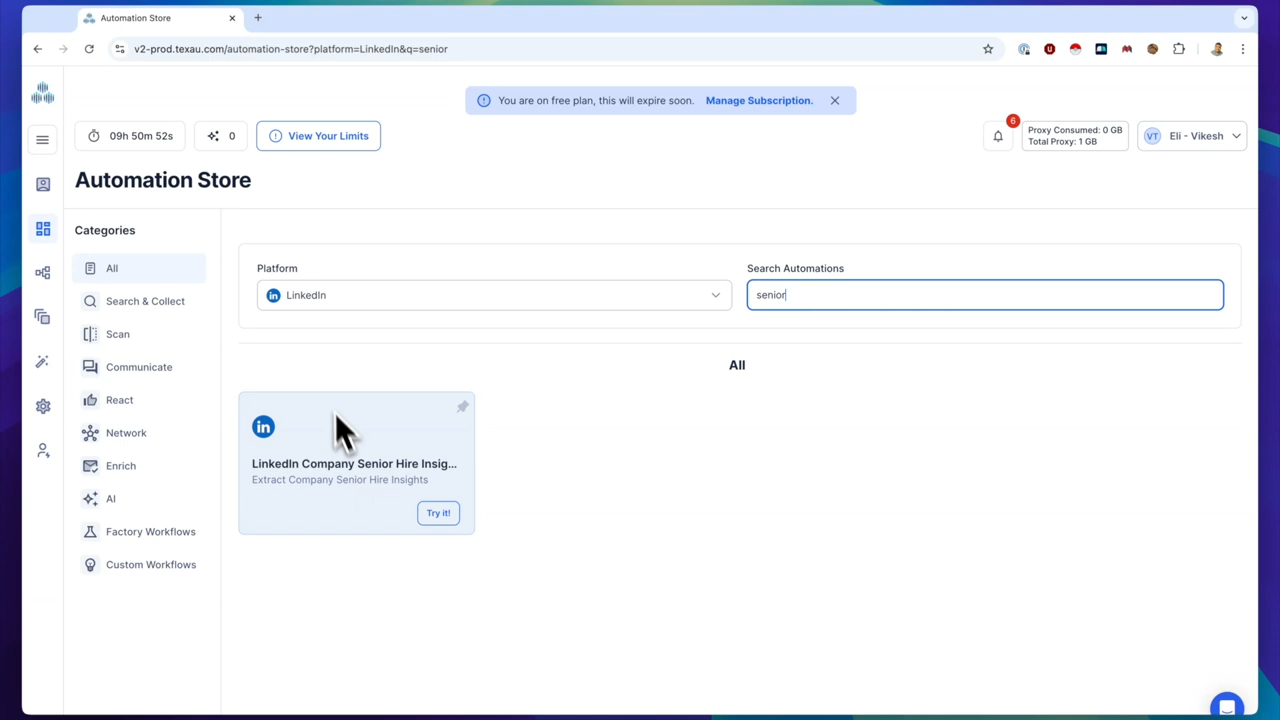 Automation Store
v2-prod.texau.com/automation-store?platform=LinkedIn&q=senior
You are on free plan, this will expire soon. Manage Subscription.
09h 50m 52s
0
View Your Limits
6
Proxy Consumed: 0 GB
Total Proxy: 1 GB
VT Eli - Vikesh
Automation Store
Categories
All
Search & Collect
Scan
Communicate
React
Network
Enrich
AI
Factory Workflows
Custom Workflows
Platform
in LinkedIn
Search Automations
senior
All
in
LinkedIn Company Senior Hire Insig...
Extract Company Senior Hire Insights
Try it!